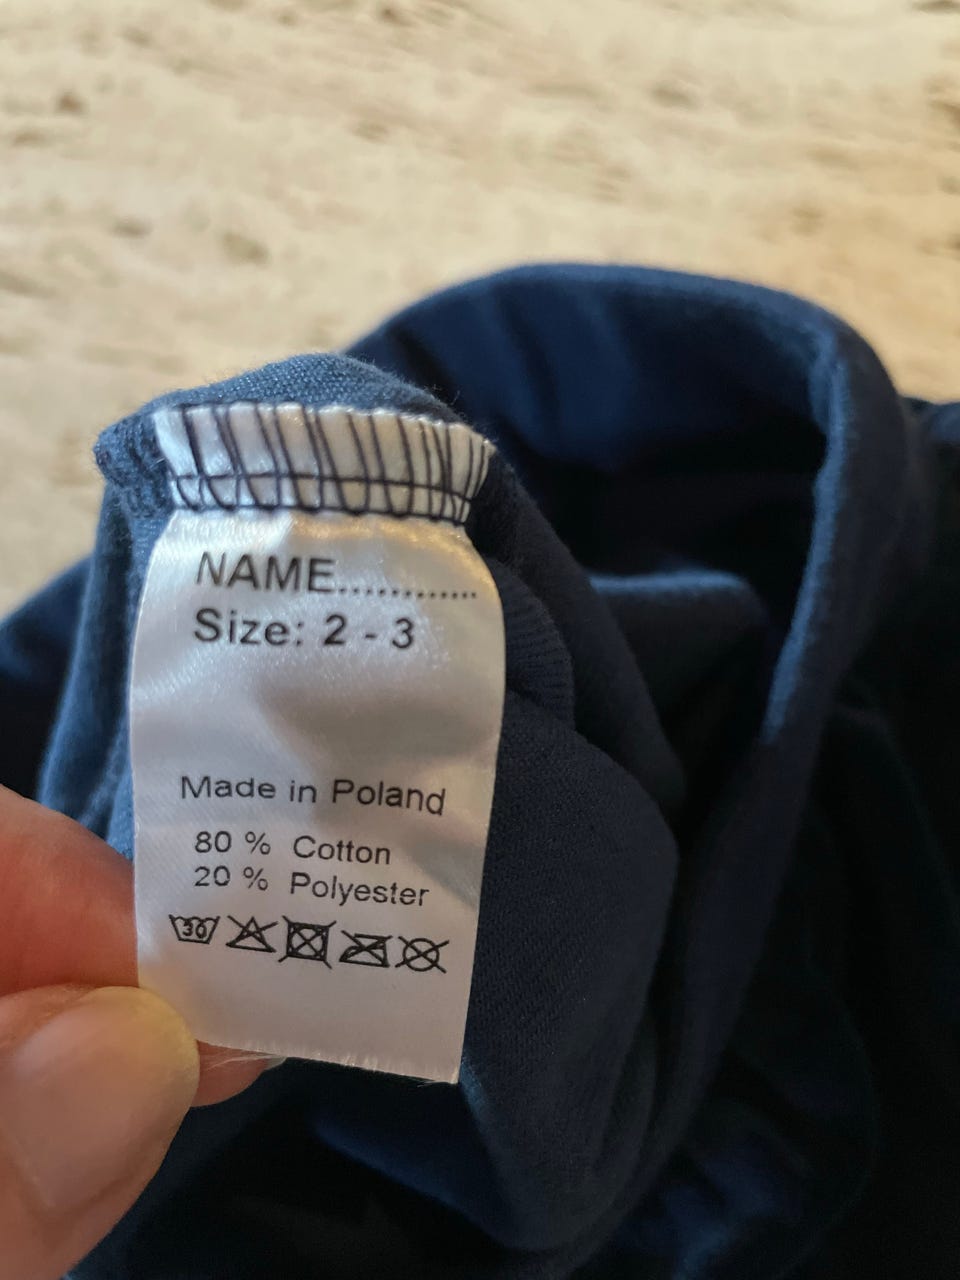 NAME.............
Size: 2 - 3
Made in Poland
80 % Cotton
20 % Polyester
30